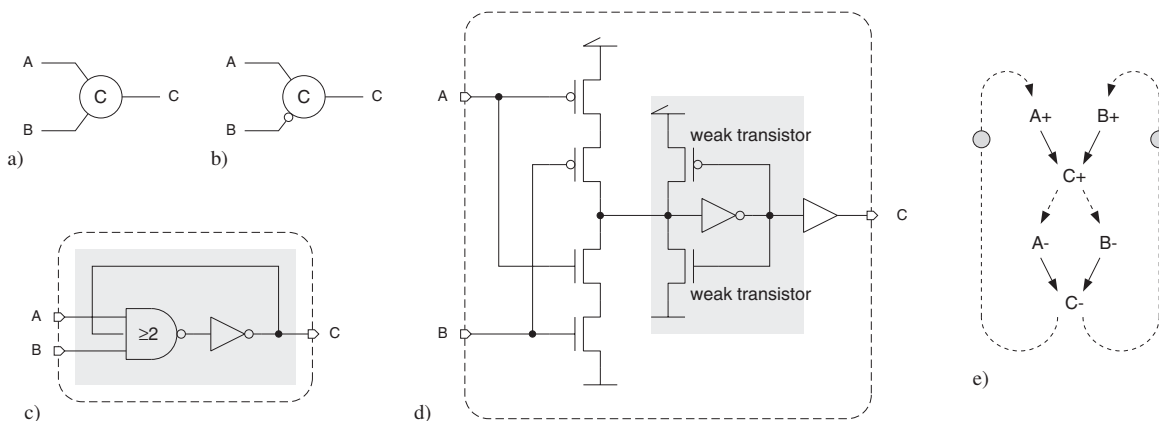 A
C
C
B
a)
A
C
C
B
b)
A
B
≥2
C
c)
A
B
weak transistor
weak transistor
C
d)
A+
B+
C+
A-
B-
C-
e)